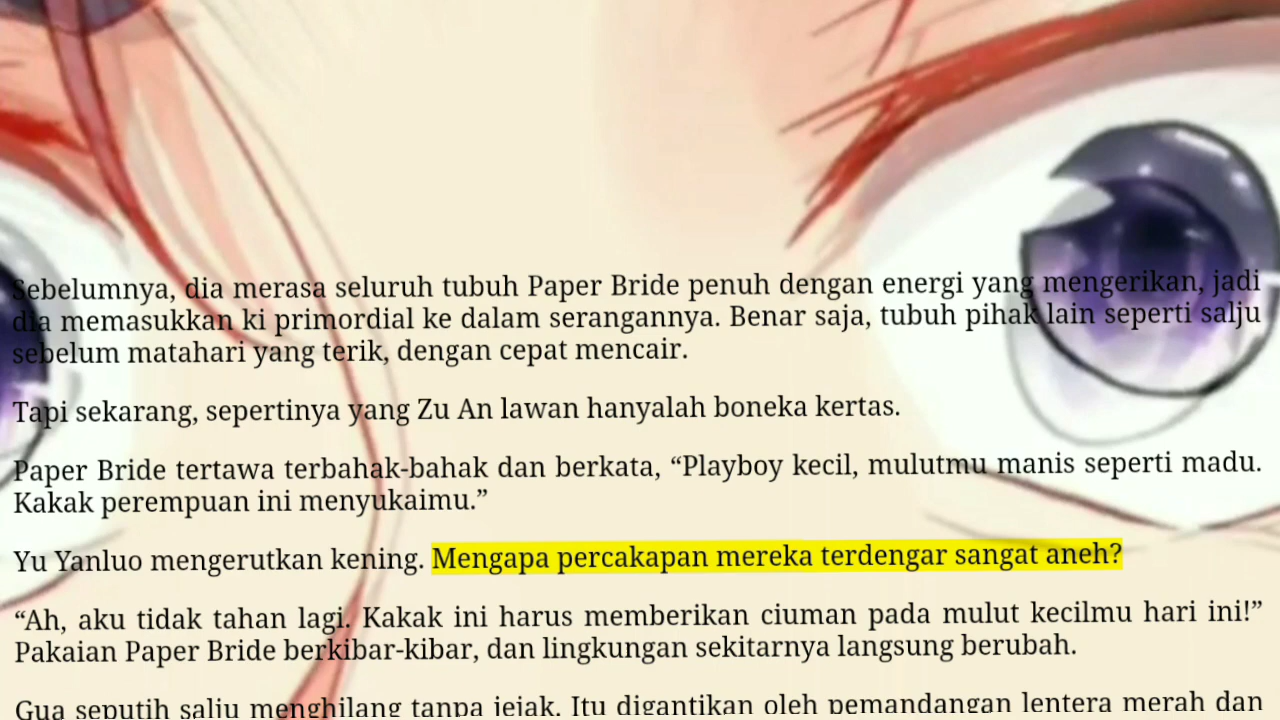 Sebelumnya, dia merasa seluruh tubuh Paper Bride penuh dengan energi yang mengerikan, jadi
dia memasukkan ki primordial ke dalam serangannya. Benar saja, tubuh pihak lain seperti salju
sebelum matahari yang terik, dengan cepat mencair.
Tapi sekarang, sepertinya yang Zu An lawan hanyalah boneka kertas.
Paper Bride tertawa terbahak-bahak dan berkata, “Playboy kecil, mulutmu manis seperti madu.
Kakak perempuan ini menyukaimu.”
Yu Yanluo mengerutkan kening. Mengapa percakapan mereka terdengar sangat aneh?
“Ah, aku tidak tahan lagi. Kakak ini harus memberikan ciuman pada mulut kecilmu hari ini!”
Pakaian Paper Bride berkibar-kibar, dan lingkungan sekitarnya langsung berubah.
Gua seputih salju menghilang tanpa jejak. Itu digantikan oleh pemandangan lentera merah dan